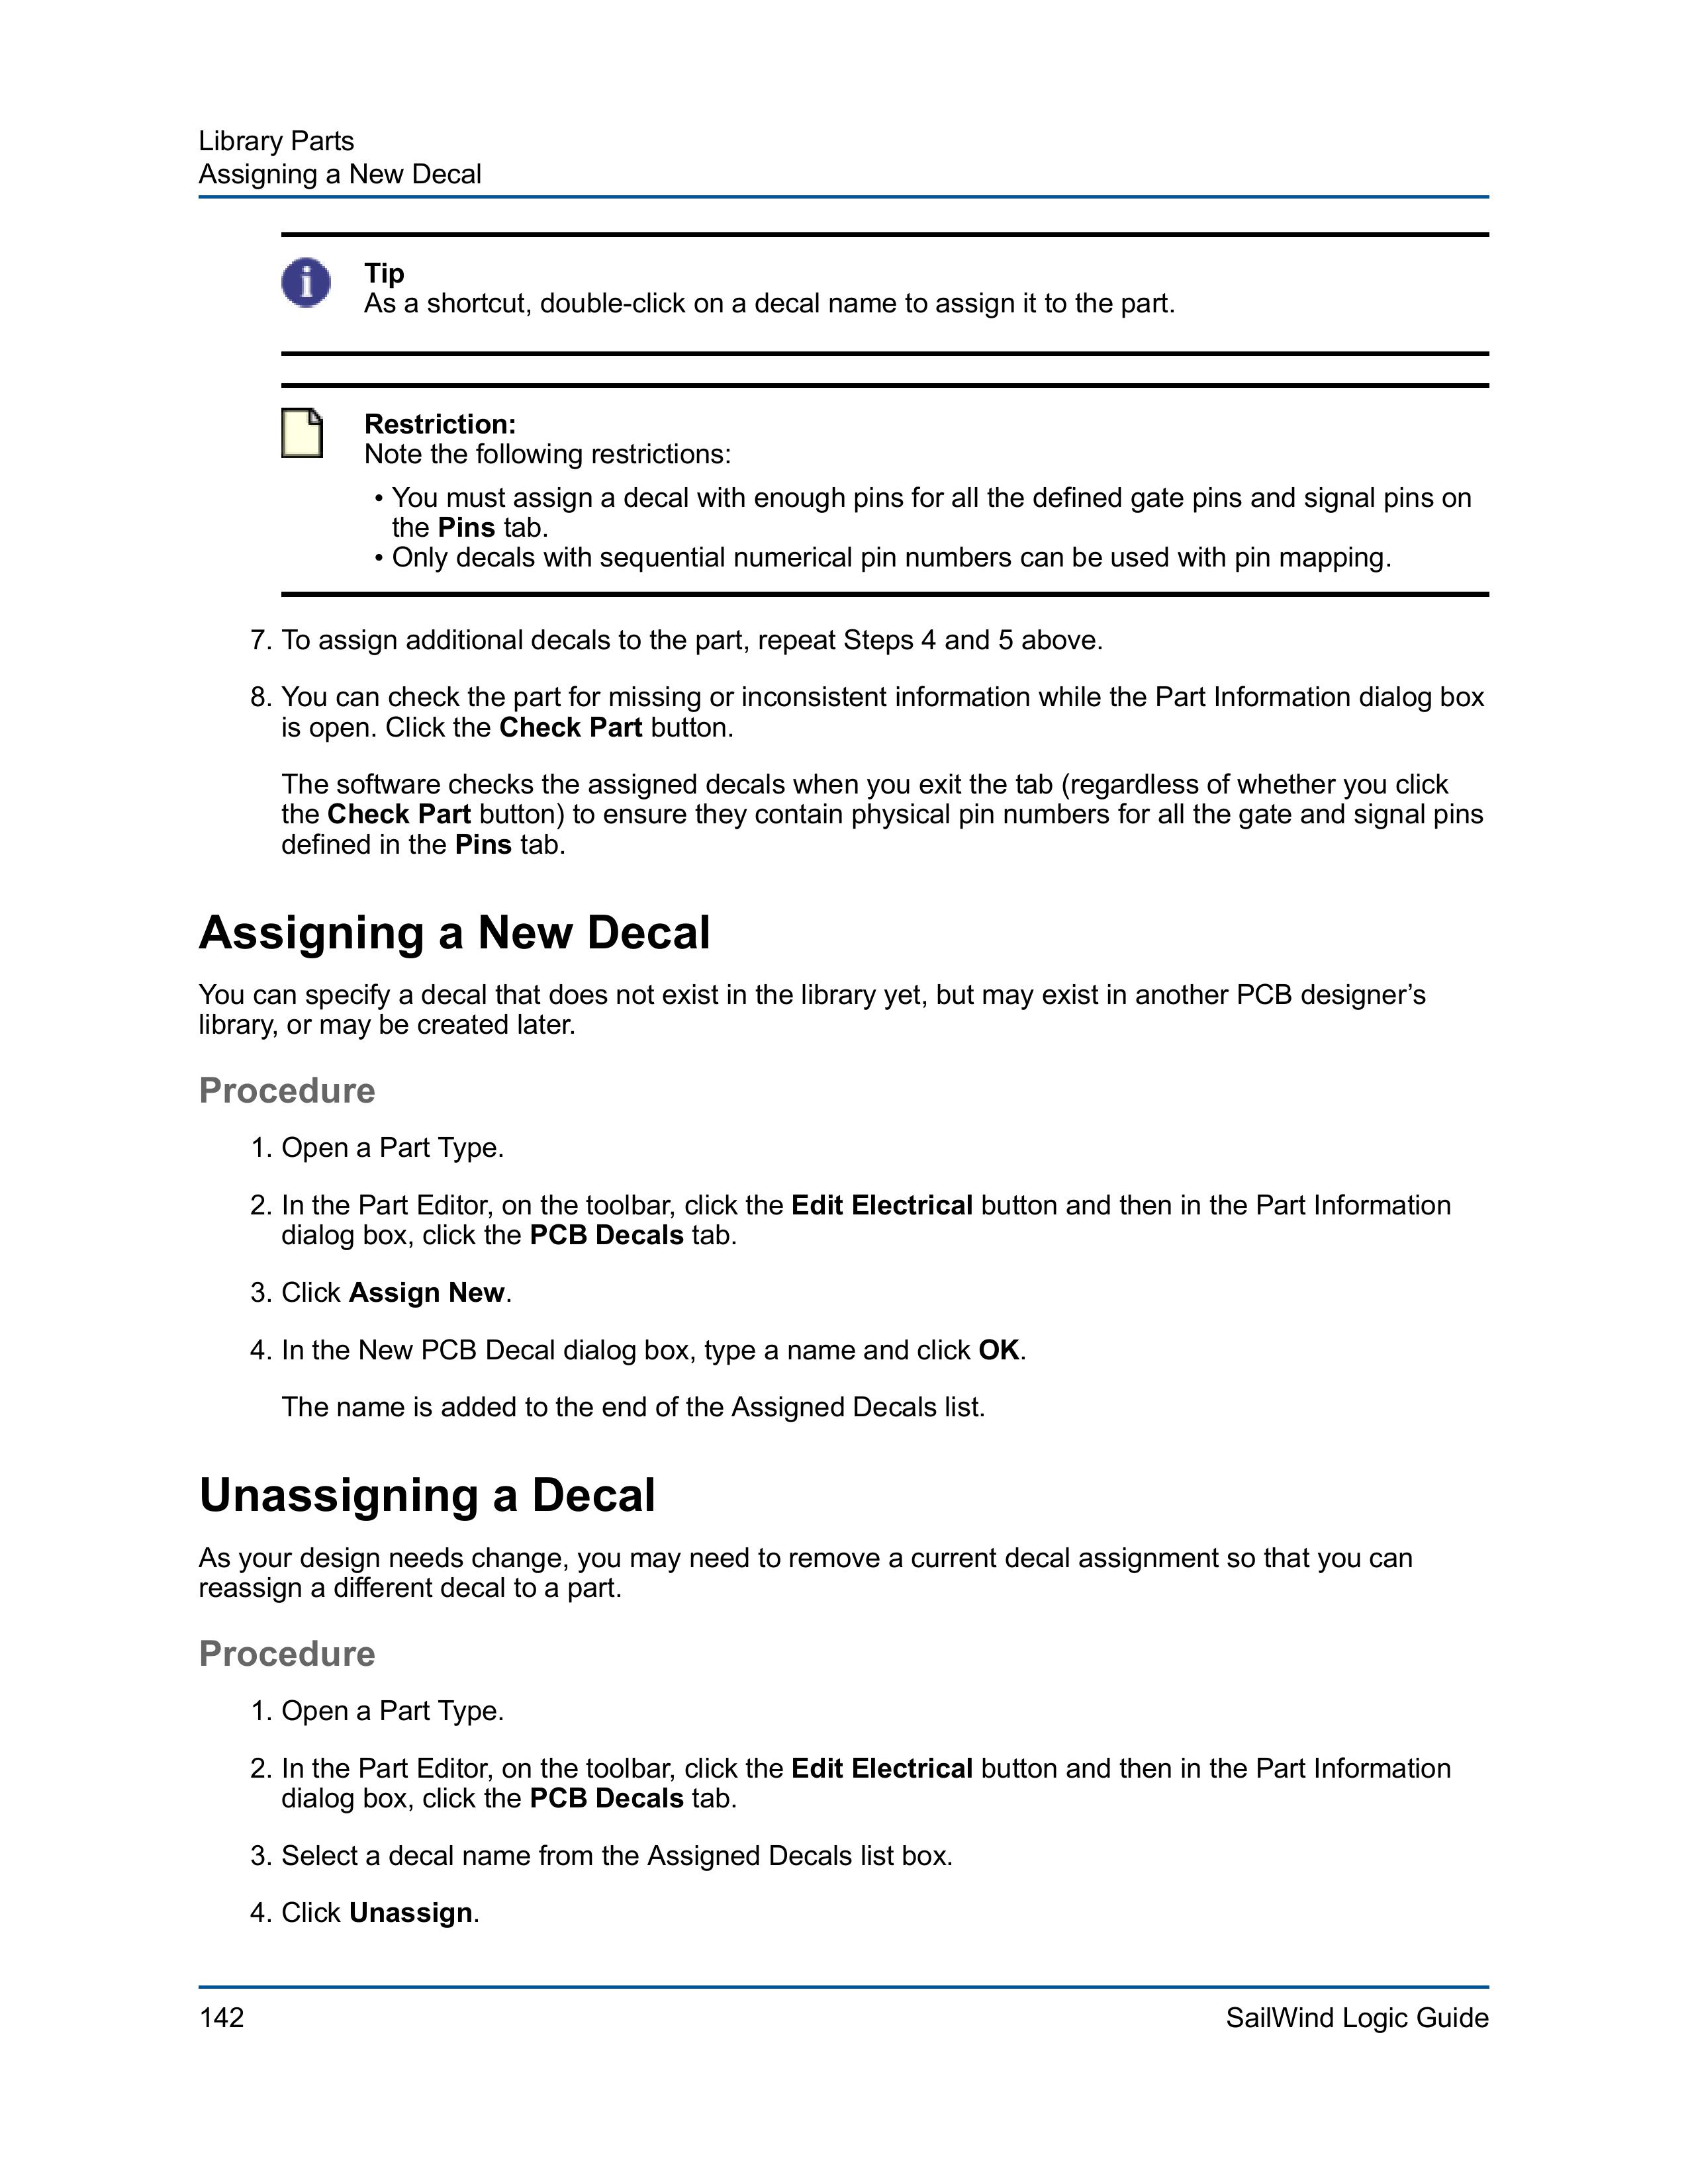 Library Parts
Assigning a New Decal
Tip
As a shortcut, double-click on a decal name to assign it to the part.
Restriction:
Note the following restrictions:
• You must assign a decal with enough pins for all the defined gate pins and signal pins on
the Pins tab.
• Only decals with sequential numerical pin numbers can be used with pin mapping.
7. To assign additional decals to the part, repeat Steps 4 and 5 above.
8. You can check the part for missing or inconsistent information while the Part Information dialog box
is open. Click the Check Part button.
The software checks the assigned decals when you exit the tab (regardless of whether you click
the Check Part button) to ensure they contain physical pin numbers for all the gate and signal pins
defined in the Pins tab.
Assigning a New Decal
You can specify a decal that does not exist in the library yet, but may exist in another PCB designer’s
library, or may be created later.
Procedure
1. Open a Part Type.
2. In the Part Editor, on the toolbar, click the Edit Electrical button and then in the Part Information
dialog box, click the PCB Decals tab.
3. Click Assign New.
4. In the New PCB Decal dialog box, type a name and click OK.
The name is added to the end of the Assigned Decals list.
Unassigning a Decal
As your design needs change, you may need to remove a current decal assignment so that you can
reassign a different decal to a part.
Procedure
1. Open a Part Type.
2. In the Part Editor, on the toolbar, click the Edit Electrical button and then in the Part Information
dialog box, click the PCB Decals tab.
3. Select a decal name from the Assigned Decals list box.
4. Click Unassign.
142
SailWind Logic Guide